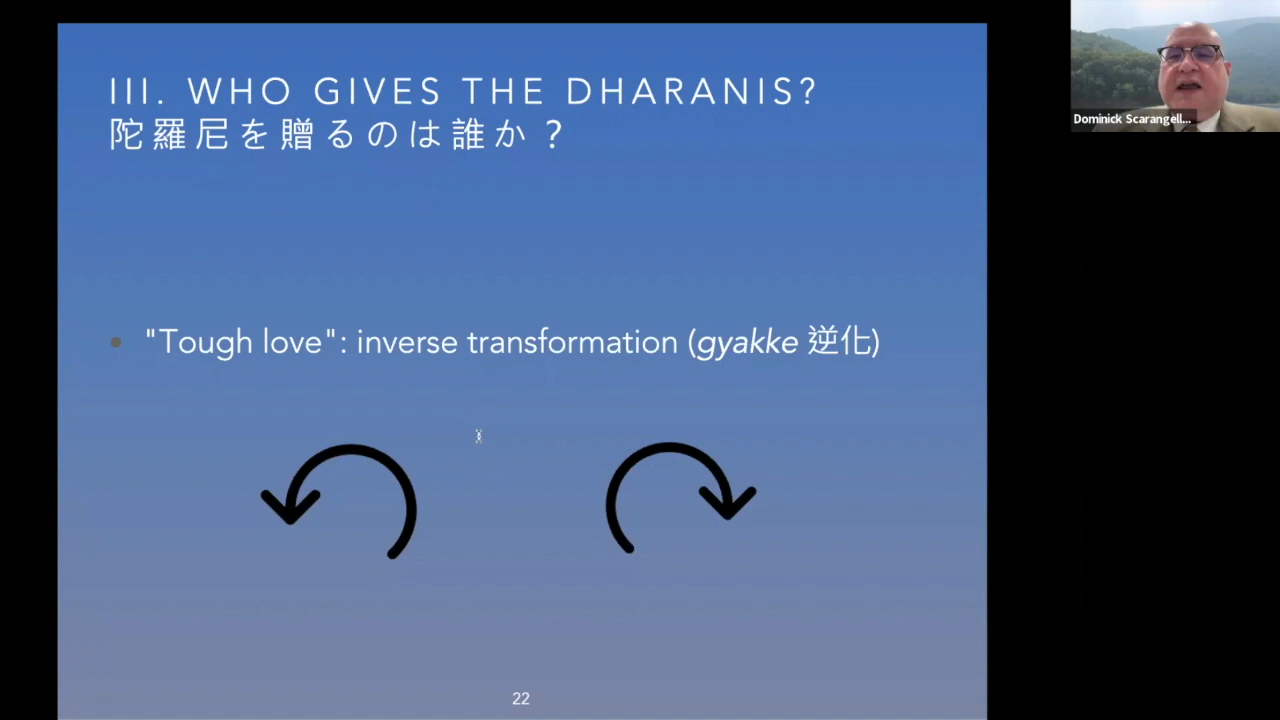 III. WHO GIVES THE DHARANIS?
陀羅尼を贈るのは誰か？
"Tough love": inverse transformation (gyakke 逆化)
22
Dominick Scarangell...